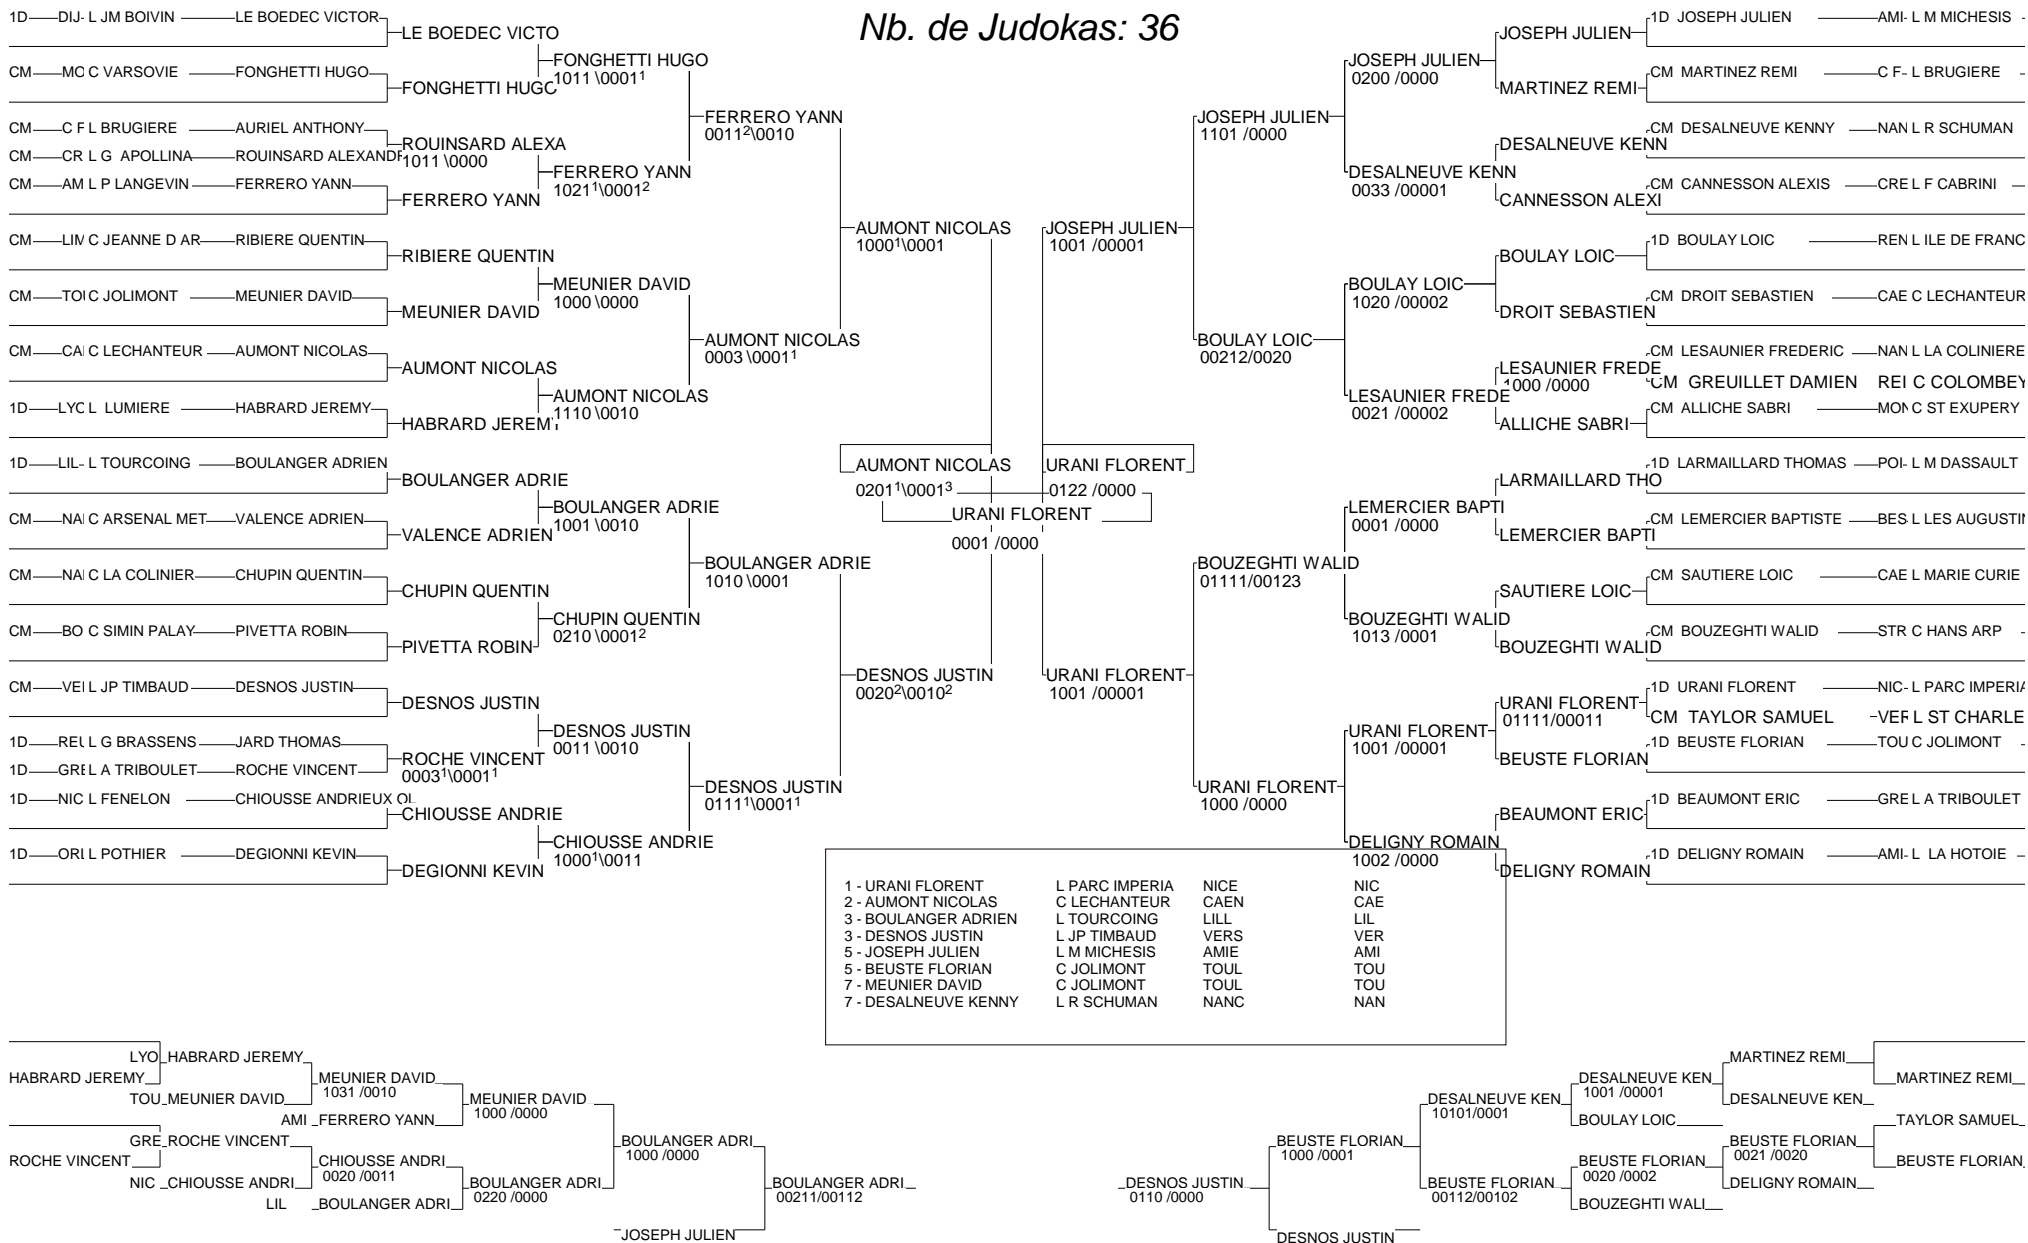 Nb. de Judokas: 36
1D DIJ- L JM BOIVIN LE BOEDEC VICTOR
CM MO C VARSOVIE FONGHETTI HUGO
CM C F L BRUGIERE AURIEL ANTHONY
CM CR L G APOLLINA ROUINSARD ALEXANDR
CM AM L P LANGEVIN FERRERO YANN
CM LIM C JEANNE D AR RIBIERE QUENTIN
CM TOI C JOLIMONT MEUNIER DAVID
CM CAI C LECHANTEUR AUMONT NICOLAS
1D LYC L LUMIERE HABRARD JEREMY
1D LIL- L TOURCOING BOULANGER ADRIEN
CM NAI C ARSENAL MET VALENCE ADRIEN
CM NAI C LA COLINIER CHUPIN QUENTIN
CM BO C SIMIN PALAY PIVETTA ROBIN
CM VEI L JP TIMBAUD DESNOS JUSTIN
1D REU L G BRASSENS JARD THOMAS
1D GRE L A TRIBOULET ROCHE VINCENT
1D NIC L FENELON CHIOUSSE ANDRIEUX OL
1D ORL L POTHIER DEGIONNI KEVIN
LE BOEDEC VICTO
FONGHETTI HUGO
ROUINSARD ALEXA
1011 \0000
FERRERO YANN
RIBIERE QUENTIN
MEUNIER DAVID
AUMONT NICOLAS
HABRARD JEREMY
BOULANGER ADRIE
VALENCE ADRIEN
CHUPIN QUENTIN
PIVETTA ROBIN
DESNOS JUSTIN
ROCHE VINCENT
0003¹\0001¹
CHIOUSSE ANDRIE
DEGIONNI KEVIN
FONGHETTI HUGO
1011 \0001¹
FERRERO YANN
1021¹\0001²
MEUNIER DAVID
1000 \0000
AUMONT NICOLAS
1110 \0010
BOULANGER ADRIE
1001 \0010
CHUPIN QUENTIN
0210 \0001²
DESNOS JUSTIN
0011 \0010
CHIOUSSE ANDRIE
1000¹\0011
FERRERO YANN
0011²\0010
AUMONT NICOLAS
0003 \0001¹
BOULANGER ADRIE
1010 \0001
DESNOS JUSTIN
0111¹\0001¹
AUMONT NICOLAS
1000¹\0001
DESNOS JUSTIN
0020²\0010²
AUMONT NICOLAS
0201¹\0001³
URANI FLORENT
0122 /0000
URANI FLORENT
0001 /0000
JOSEPH JULIEN
1001 /00001
URANI FLORENT
1001 /00001
JOSEPH JULIEN
1101 /0000
BOULAY LOIC
00212/0020
BOUZEGHTI WALID
01111/00123
URANI FLORENT
1000 /0000
JOSEPH JULIEN
0200 /0000
DESALNEUVE KENN
0033 /00001
BOULAY LOIC
1020 /00002
LESAUNIER FREDE
0021 /00002
LEMERCIER BAPTI
0001 /0000
BOUZEGHTI WALID
1013 /0001
URANI FLORENT
1001 /00001
DELIGNY ROMAIN
1002 /0000
JOSEPH JULIEN
MARTINEZ REMI
DESALNEUVE KENN
CANNESSON ALEXI
BOULAY LOIC
DROIT SEBASTIEN
LESAUNIER FREDE
1000 /0000
ALLICHE SABRI
LARMAILLARD THO
LEMERCIER BAPTI
SAUTIERE LOIC
BOUZEGHTI WALID
URANI FLORENT
01111/00011
BEUSTE FLORIAN
BEAUMONT ERIC
DELIGNY ROMAIN
1D JOSEPH JULIEN AMI- L M MICHESIS
CM MARTINEZ REMI C F- L BRUGIERE
CM DESALNEUVE KENNY NAN L R SCHUMAN
CM CANNESSON ALEXIS CRE L F CABRINI
1D BOULAY LOIC REN L ILE DE FRANC
CM DROIT SEBASTIEN CAE C LECHANTEUR
CM LESAUNIER FREDERIC NAN L LA COLINIERE
CM GREUILLET DAMIEN REI C COLOMBEY
CM ALLICHE SABRI MON C ST EXUPERY
1D LARMAILLARD THOMAS POI- L M DASSAULT
CM LEMERCIER BAPTISTE BES L LES AUGUSTIN
CM SAUTIERE LOIC CAE L MARIE CURIE
CM BOUZEGHTI WALID STR C HANS ARP
1D URANI FLORENT NIC- L PARC IMPERIA
CM TAYLOR SAMUEL VER L ST CHARLE
1D BEUSTE FLORIAN TOU C JOLIMONT
1D BEAUMONT ERIC GRE L A TRIBOULET
1D DELIGNY ROMAIN AMI- L LA HOTOIE
1 - URANI FLORENT L PARC IMPERIA NICE NIC
2 - AUMONT NICOLAS C LECHANTEUR CAEN CAE
3 - BOULANGER ADRIEN L TOURCOING LILL LIL
3 - DESNOS JUSTIN L JP TIMBAUD VERS VER
5 - JOSEPH JULIEN L M MICHESIS AMIE AMI
5 - BEUSTE FLORIAN C JOLIMONT TOUL TOU
7 - MEUNIER DAVID C JOLIMONT TOUL TOU
7 - DESALNEUVE KENNY L R SCHUMAN NANC NAN
LYO HABRARD JEREMY
HABRARD JEREMY
TOU MEUNIER DAVID
MEUNIER DAVID
1031 /0010
AMI FERRERO YANN
MEUNIER DAVID
1000 /0000
GRE ROCHE VINCENT
ROCHE VINCENT
NIC CHIOUSSE ANDRI
CHIOUSSE ANDRI
0020 /0011
LIL BOULANGER ADRI
BOULANGER ADRI
0220 /0000
BOULANGER ADRI
1000 /0000
JOSEPH JULIEN
BOULANGER ADRI
00211/00112
DESNOS JUSTIN
0110 /0000
BEUSTE FLORIAN
1000 /0001
DESNOS JUSTIN
DESALNEUVE KEN
10101/0001
BEUSTE FLORIAN
00112/00102
DESALNEUVE KEN
1001 /00001
BOULAY LOIC
BEUSTE FLORIAN
0020 /0002
BOUZEGHTI WALI
MARTINEZ REMI
DESALNEUVE KEN
BEUSTE FLORIAN
0021 /0020
DELIGNY ROMAIN
MARTINEZ REMI
TAYLOR SAMUEL
BEUSTE FLORIAN